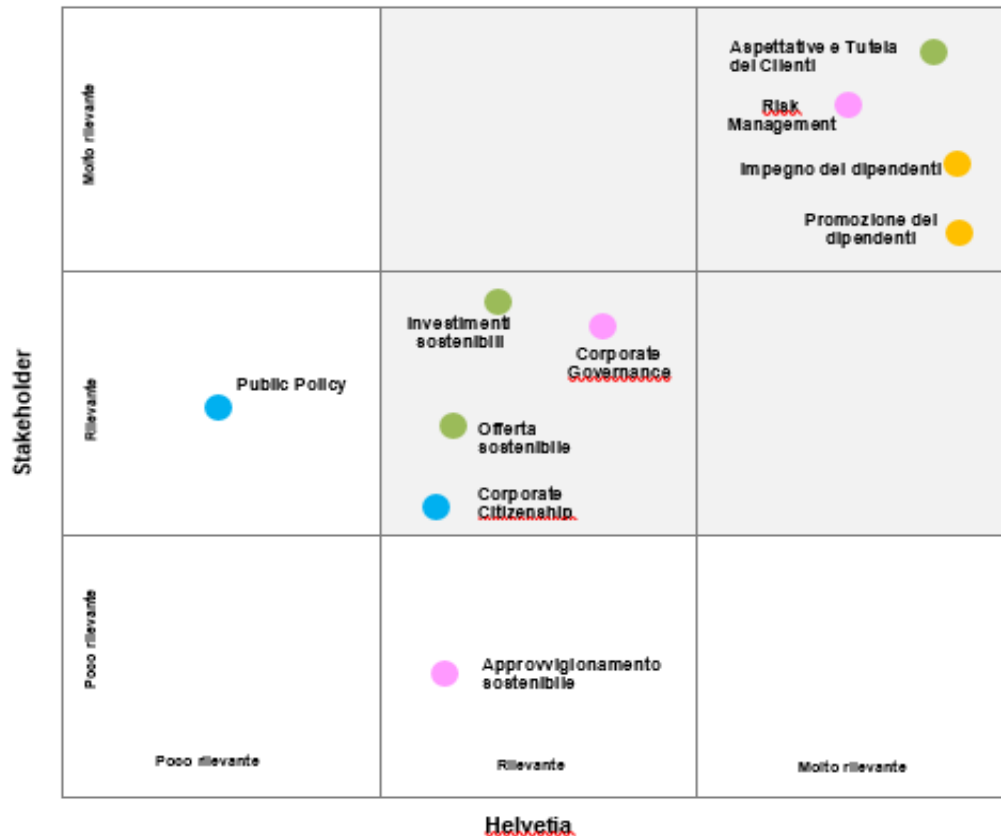 Aspettative e Tutela
dei Clienti
Risk
Management
Impegno dei dipendenti
Promozione dei
dipendenti
Molto rilevante
Investimenti
sostenibili
Corporate
Governance
Public Policy
Offerta
sostenibile
Corporate
Citizenship
Rilevante
Stakeholder
Approvvigionamento
sostenibile
Poco rilevante
Poco rilevante
Rilevante
Molto rilevante
Helvetia